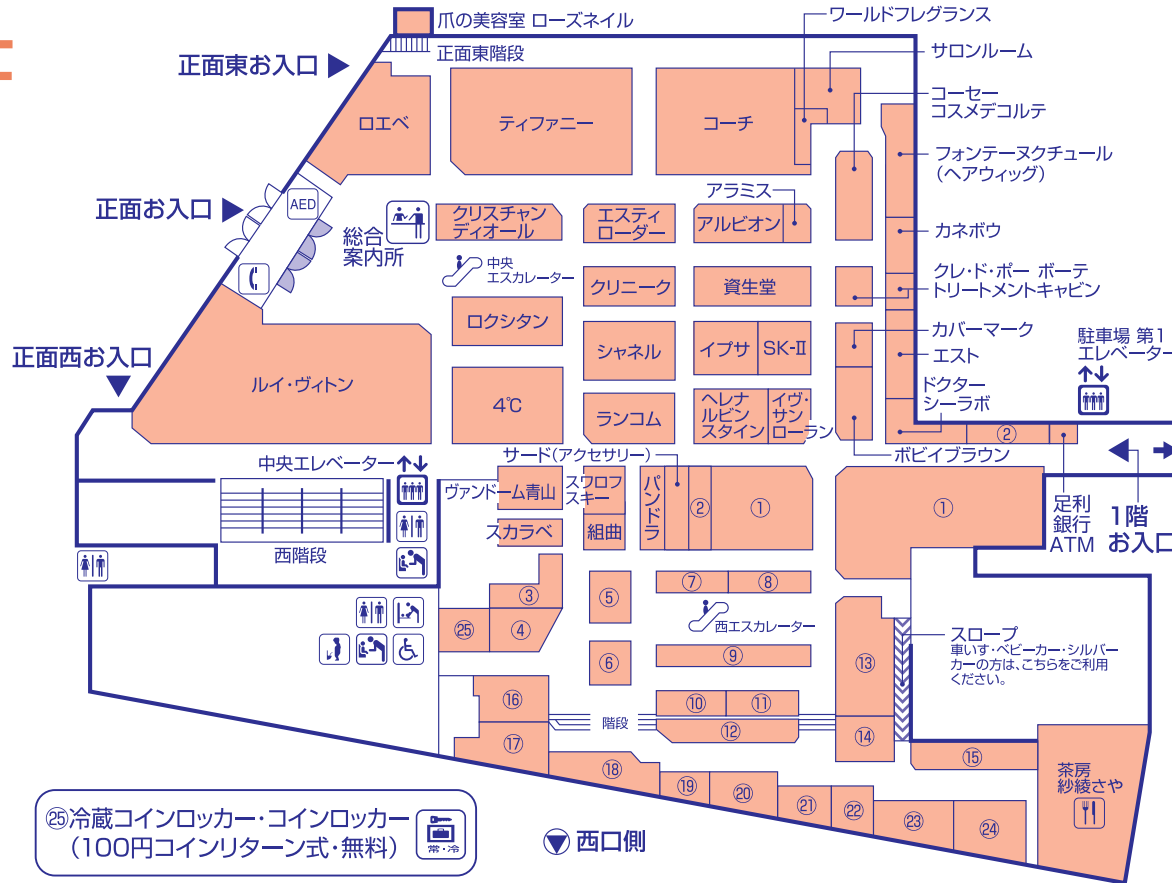 爪の美容室 ローズネイル
ワールドフレグランス
正面東お入口
正面東階段
サロンルーム
コーセー
コスメデコルテ
ロエベ
ティファニー
コーチ
フォンテーヌクチュール
(ヘアウィッグ)
アラミス
正面お入口
AED
総合
案内所
クリスチャン
ディオール
エスティ
ローダー
アルビオン
カネボウ
中央
エスカレーター
クリニーク
資生堂
クレ・ド・ポー ボーテ
トリートメントキャビン
ロクシタン
シャネル
イプサ
SK-II
カバーマーク
エスト
駐車場 第1
エレベーター
正面西お入口
ルイ・ヴィトン
4℃
ランコム
ヘレナ
ルビン
スタイン
イヴ・
サン
ローラン
ドクター
シーラボ
②
ボビイブラウン
サード(アクセサリー)
中央エレベーター
ヴァンドーム青山
スワロフ
スキー
パンドラ
②
①
①
足利
銀行
ATM
1階
お入口
スカラベ
組曲
西階段
③
⑤
⑦
⑧
㉕
④
西エスカレーター
スロープ
車いす・ベビーカー・シルバー
カーの方は、こちらをご利用
ください。
⑥
⑨
⑬
⑯
⑩
⑪
階段
⑫
⑭
⑰
⑮
⑱
⑲
⑳
㉑
㉒
㉓
㉔
茶房
紗綾さや
㉕冷蔵コインロッカー・コインロッカー
(100円コインリターン式・無料)
常・冷
西口側